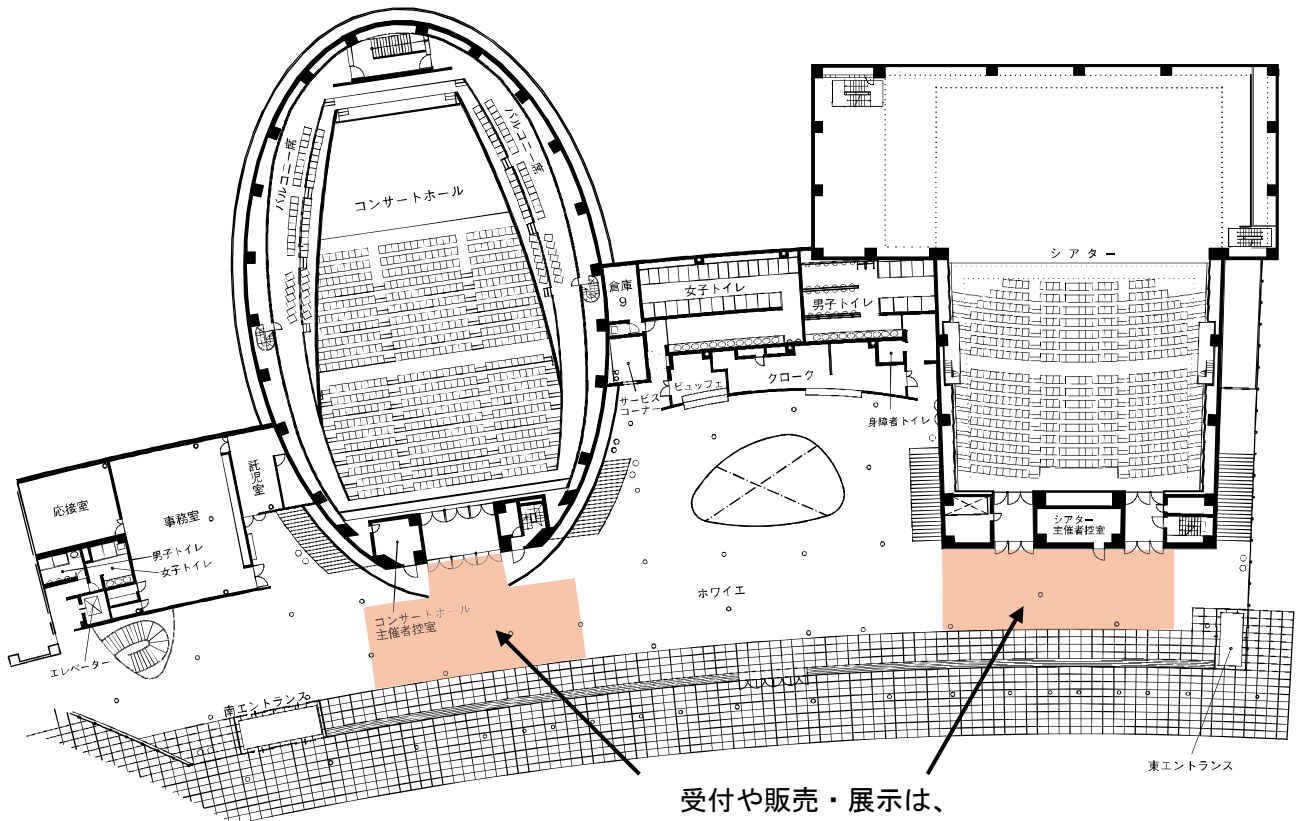 バルコニー席
バルコニー席
コンサートホール
シアター
倉庫
9
女子トイレ
男子トイレ
ビュッフェ
クローク
サービス
コーナー
身障者トイレ
託児室
応接室
事務室
男子トイレ
女子トイレ
シアター
主催者控室
ホワイエ
コンサートホール
主催者控室
エレベーター
南エントランス
東エントランス
受付や販売・展示は、